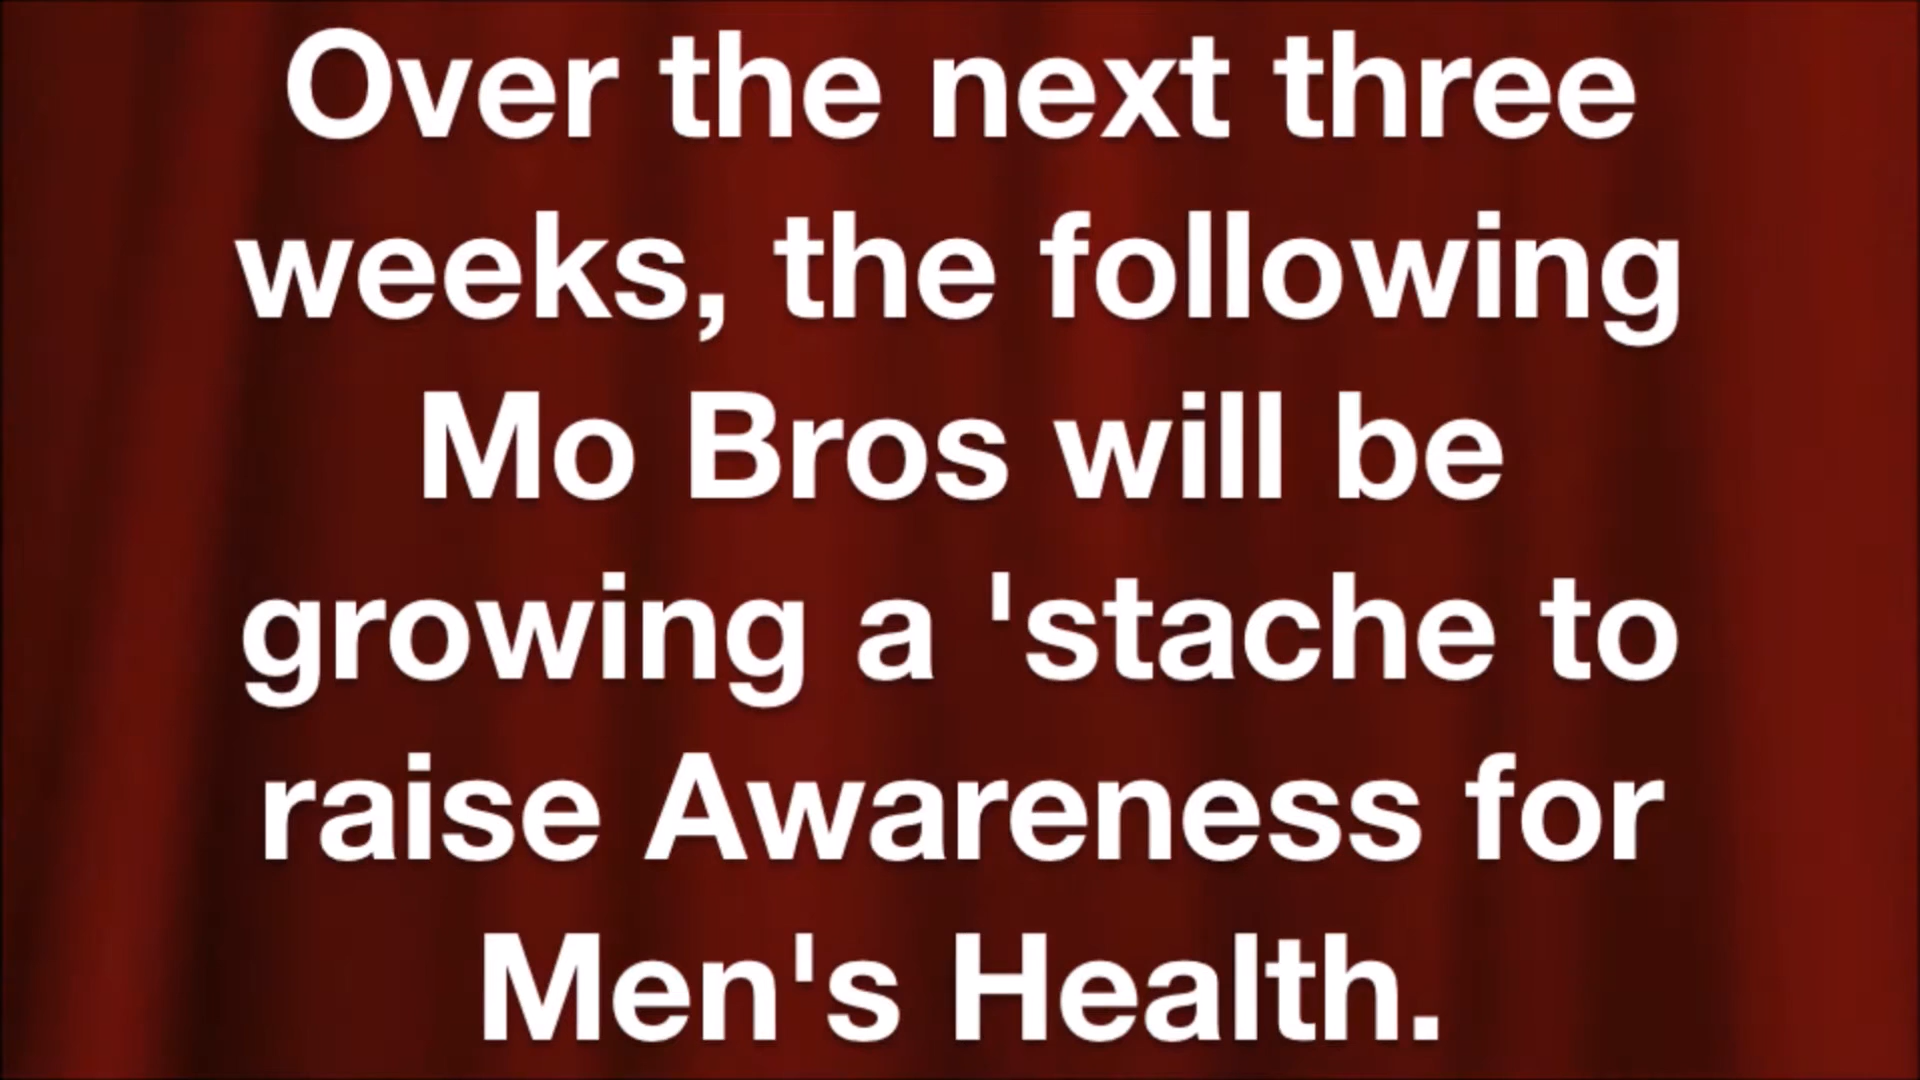 Over the next three
weeks, the following
Mo Bros will be
growing a 'stache to
raise Awareness for
Men's Health.